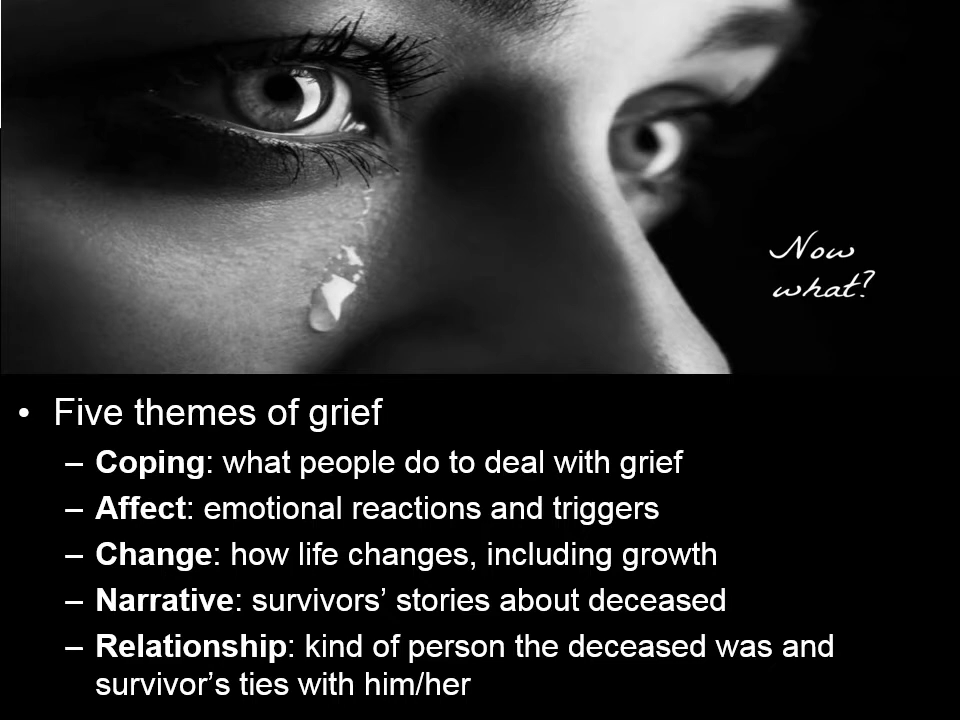 Now
what?
• Five themes of grief
– Coping: what people do to deal with grief
– Affect: emotional reactions and triggers
– Change: how life changes, including growth
– Narrative: survivors’ stories about deceased
– Relationship: kind of person the deceased was and
survivor’s ties with him/her